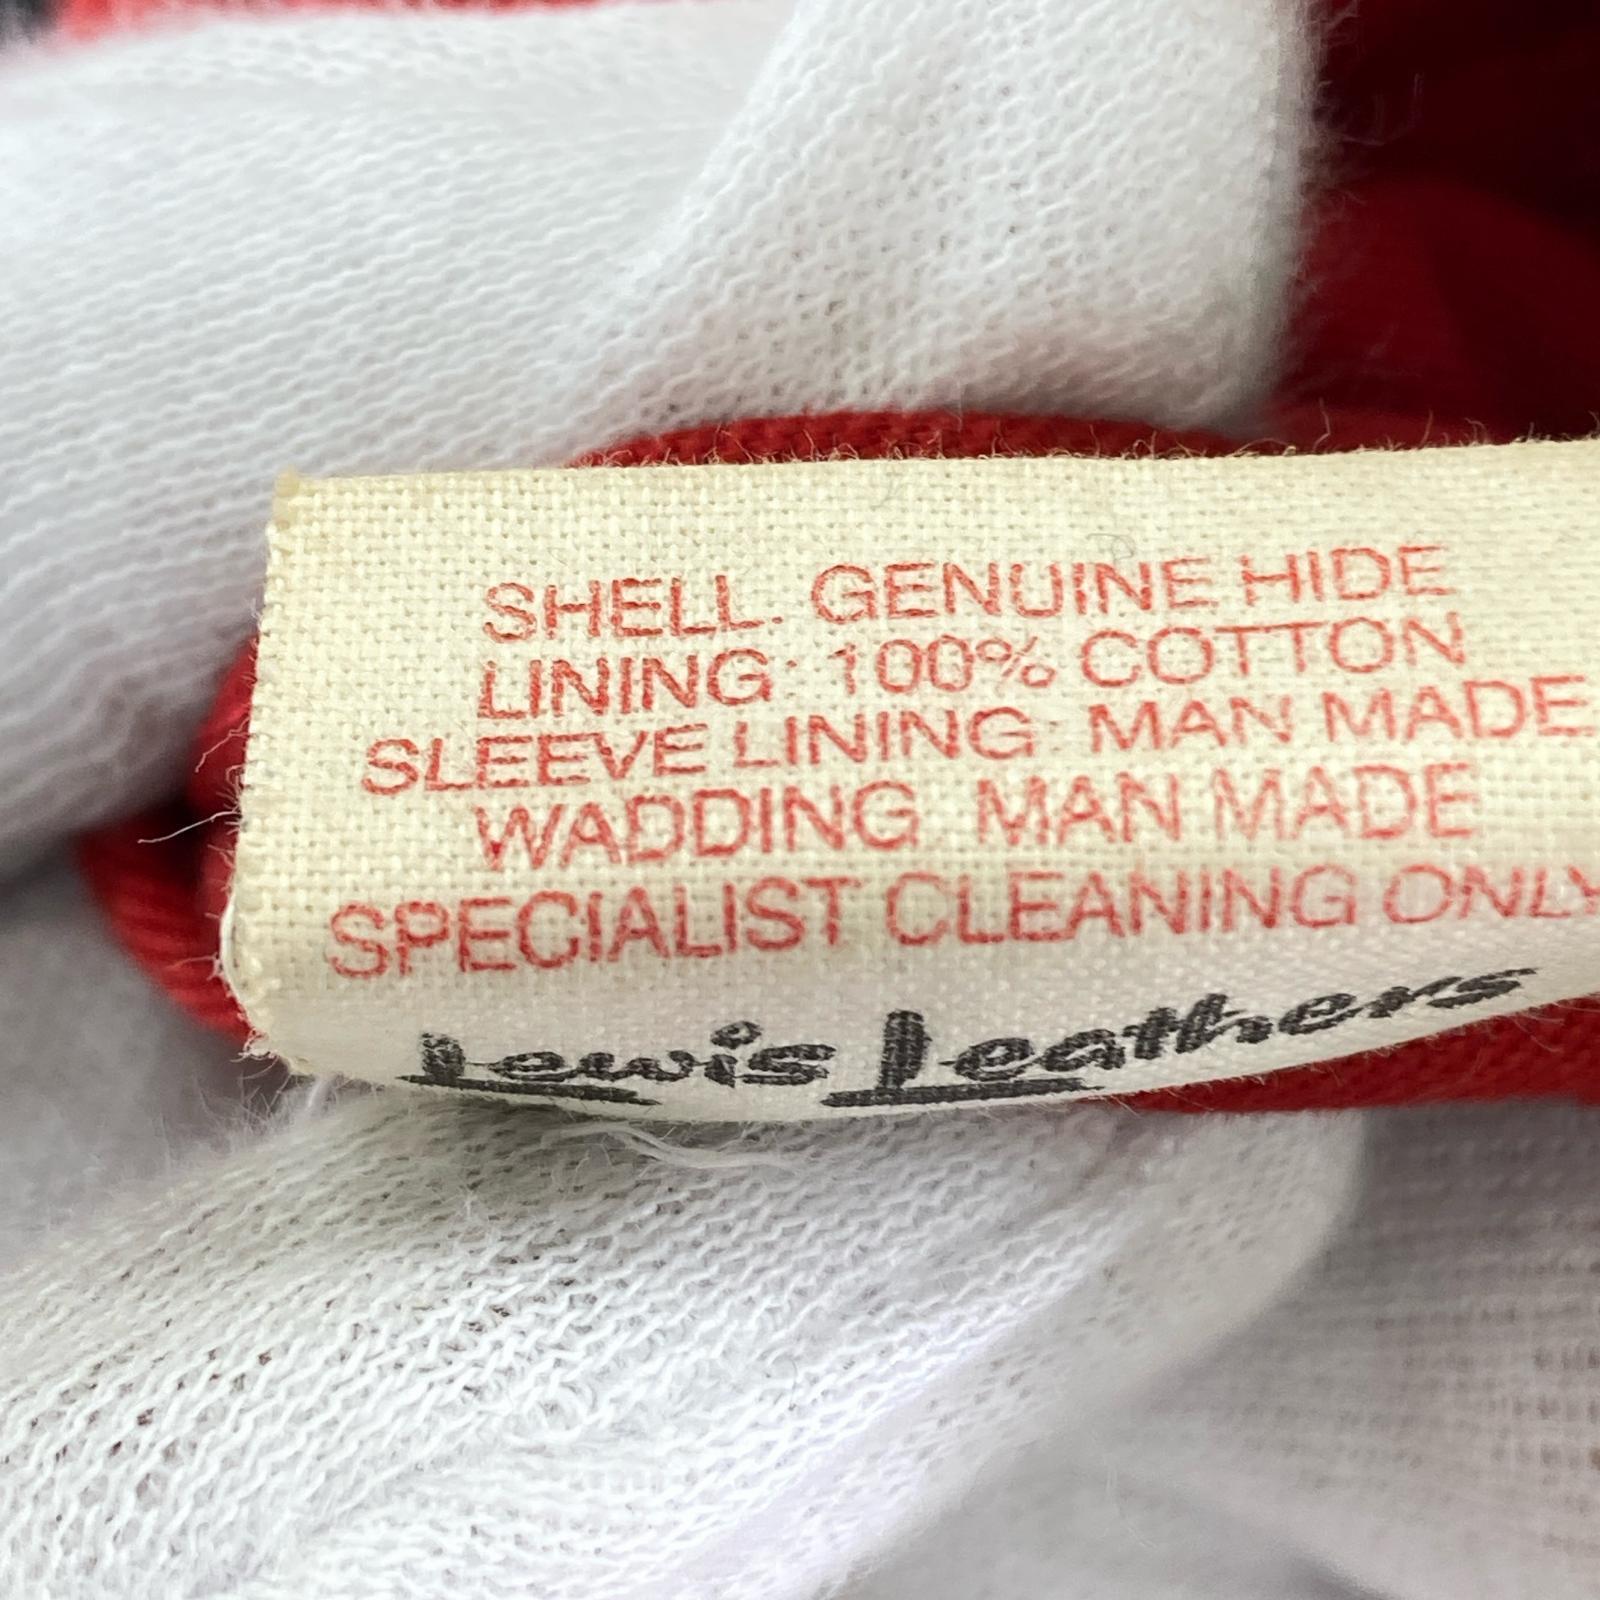 SHELL. GENUINE HIDE
LINING: 100% COTTON
SLEEVE LINING: MAN MADE
WADDING. MAN MADE
SPECIALIST CLEANING ONLY
Lewis Leathers